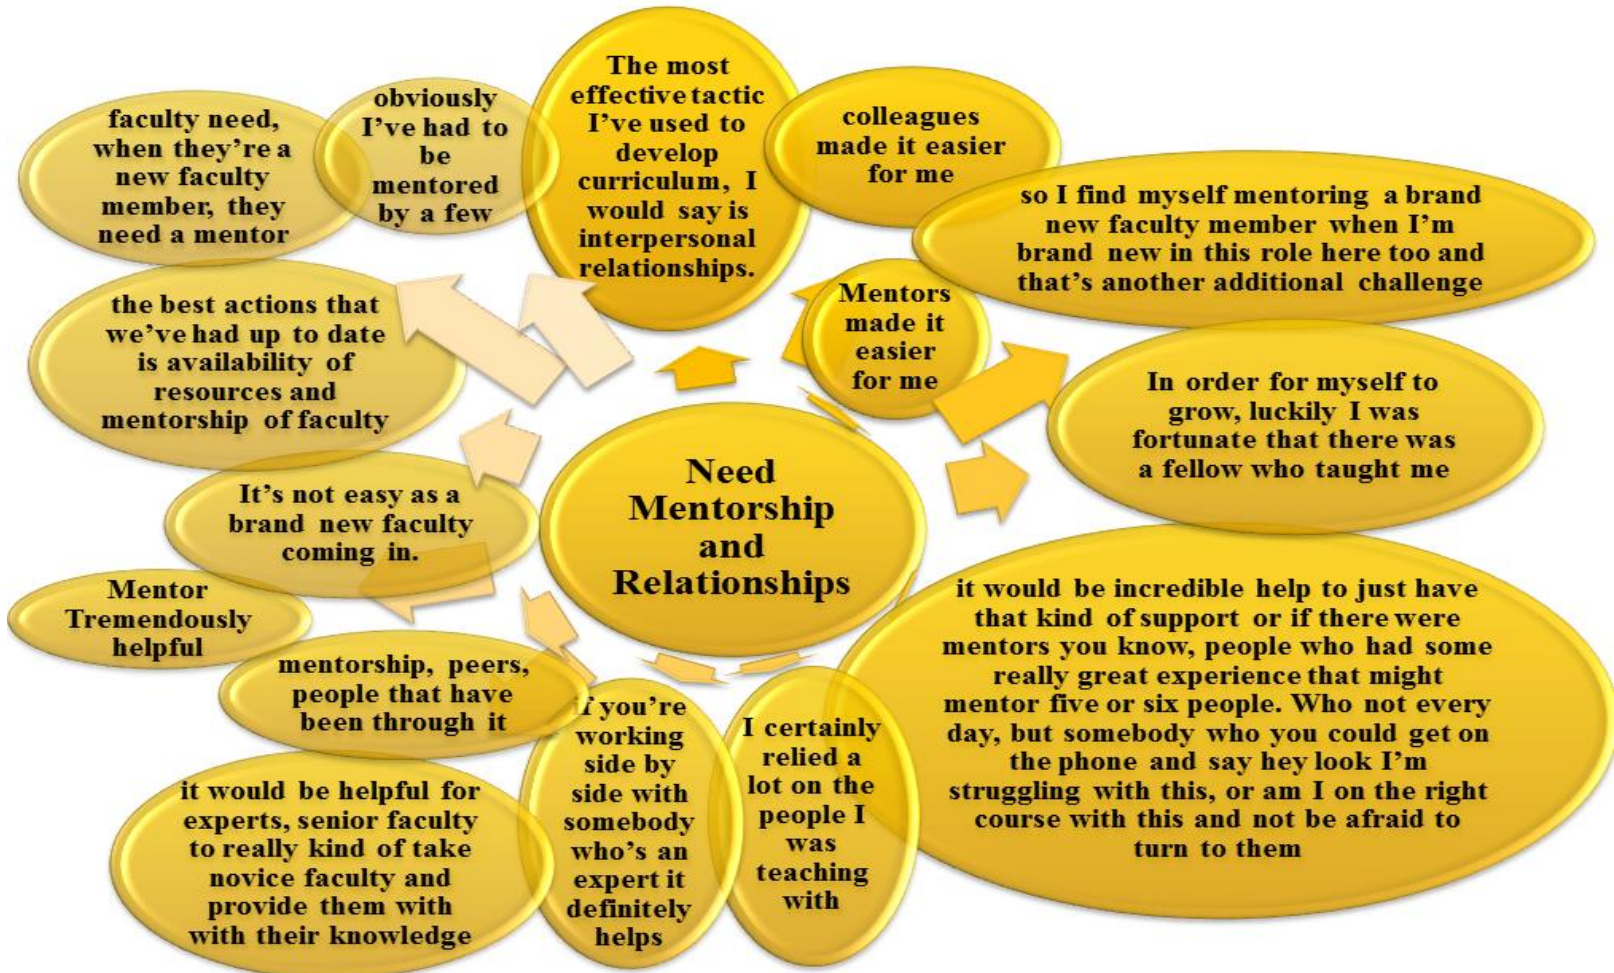 faculty need,
when they're a
new faculty
member, they
need a mentor
obviously
I've had to
be
mentored
by a few
The most
effective tactic
I've used to
develop
curriculum, I
would say is
interpersonal
relationships.
colleagues
made it easier
for me
so I find myself mentoring a brand
new faculty member when I'm
brand new in this role here too and
that's another additional challenge
Mentors
made it
easier
for me
In order for myself to
grow, luckily I was
fortunate that there was
a fellow who taught me
the best actions that
we've had up to date
is availability of
resources and
mentorship of faculty
Need
Mentorship
and
Relationships
It's not easy as a
brand new faculty
coming in.
Mentor
Tremendously
helpful
mentorship, peers,
people that have
been through it
it would be helpful for
experts, senior faculty
to really kind of take
novice faculty and
provide them with
with their knowledge
if you're
working
side by
side with
somebody
who's an
expert it
definitely
helps
I certainly
relied a
lot on the
people I
was
teaching
with
it would be incredible help to just have
that kind of support or if there were
mentors you know, people who had some
really great experience that might
mentor five or six people. Who not every
day, but somebody who you could get on
the phone and say hey look I'm
struggling with this, or am I on the right
course with this and not be afraid to
turn to them